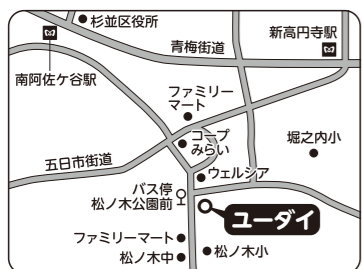 杉並区役所
新高円寺駅
青梅街道
南阿佐ケ谷駅
ファミリー
マート
コープ
みらい
堀之内小
五日市街道
ウェルシア
バス停
松ノ木公園前
ユーダイ
ファミリーマート
松ノ木小
松ノ木中